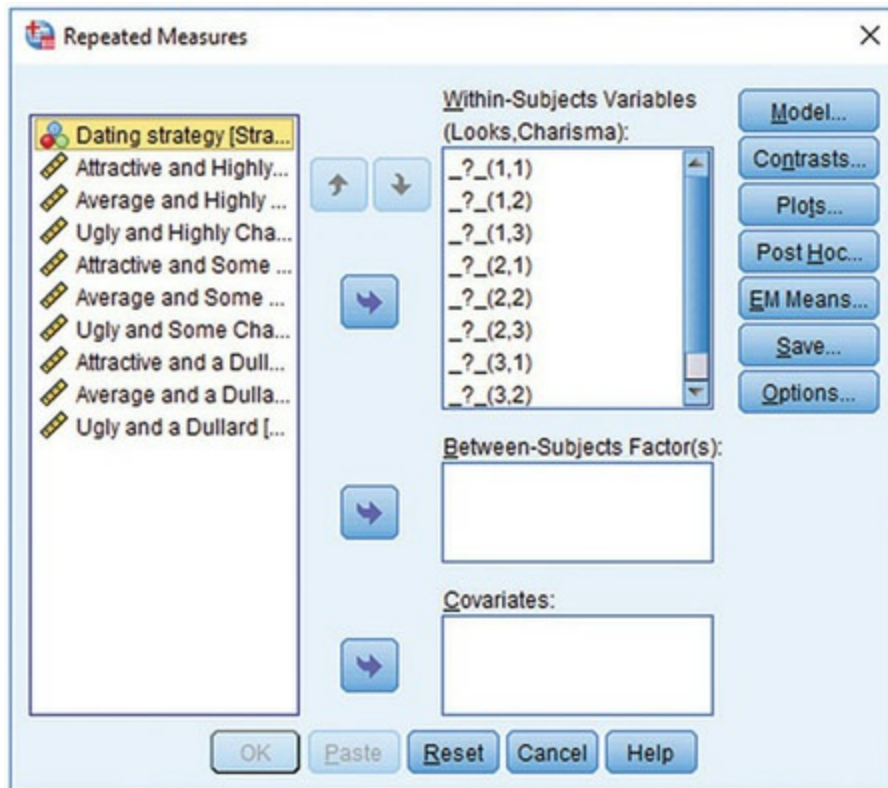 Repeated Measures
Dating strategy [Stra...
Attractive and Highly...
Average and Highly ...
Ugly and Highly Cha...
Attractive and Some ...
Average and Some ...
Ugly and Some Cha...
Attractive and a Dull...
Average and a Dulla...
Ugly and a Dullard [...
Within-Subjects Variables
(Looks,Charisma):
_?_(1,1)
_?_(1,2)
_?_(1,3)
_?_(2,1)
_?_(2,2)
_?_(2,3)
_?_(3,1)
_?_(3,2)
Between-Subjects Factor(s):
Covariates:
Model...
Contrasts...
Plots...
Post Hoc...
EM Means...
Save...
Options...
OK
Paste
Reset
Cancel
Help